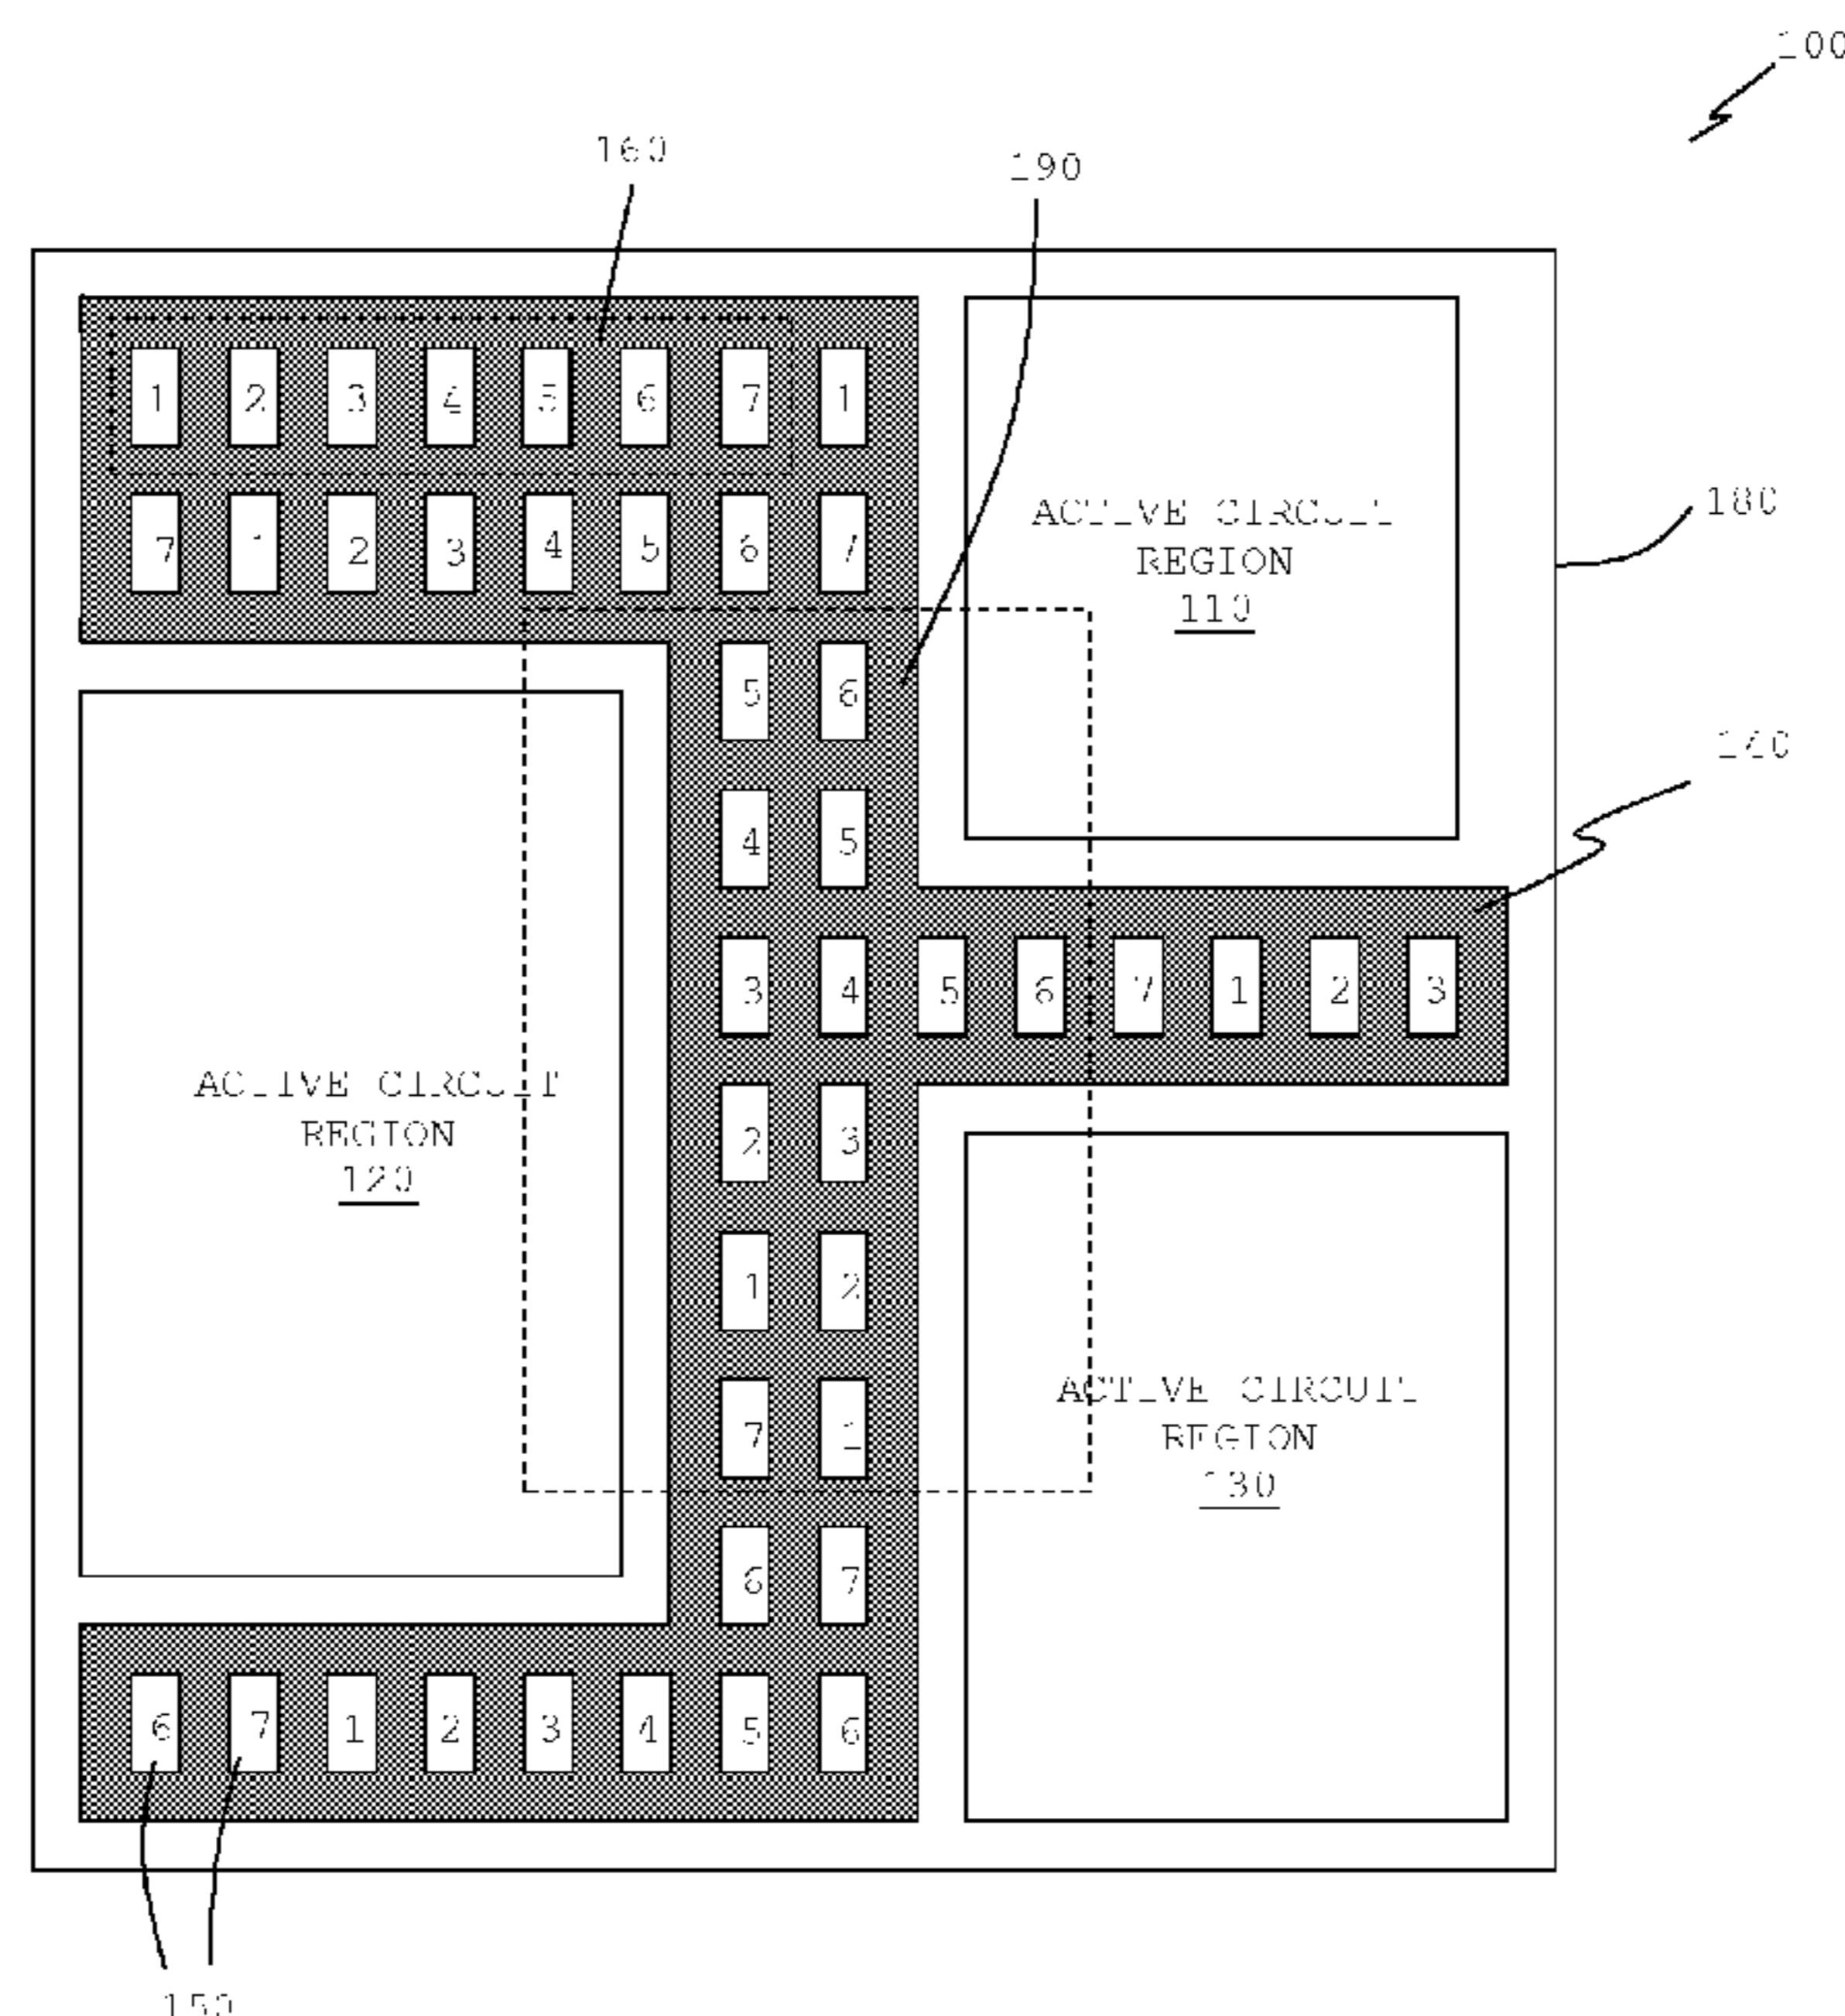 100
160
190
1 2 3 4 5 6 7 1
7 1 2 3 4 5 6 7
ACTIVE CIRCUIT
REGION
110
180
5 6
140
4 5
3 4 5 6 7 1 2 3
ACTIVE CIRCUIT
REGION
120
2 3
1 2
ACTIVE CIRCUIT
REGION
130
7 1
6 7
6 7 1 2 3 4 5 6
150